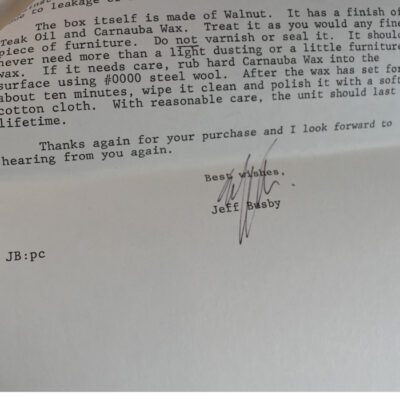 to leakage
The box itself is made of Walnut. It has a finish of
Teak Oil and Carnauba Wax. Treat it as you would any fine
piece of furniture. Do not varnish or seal it. It should
never need more than a light dusting or a little furniture
wax. If it needs care, rub hard Carnauba Wax into the
surface using #0000 steel wool. After the wax has set for
about ten minutes, wipe it clean and polish it with a soft
cotton cloth. With reasonable care, the unit should last
lifetime.
Thanks again for your purchase and I look forward to
hearing from you again.
Best wishes,
Jeff Busby
JB:pc